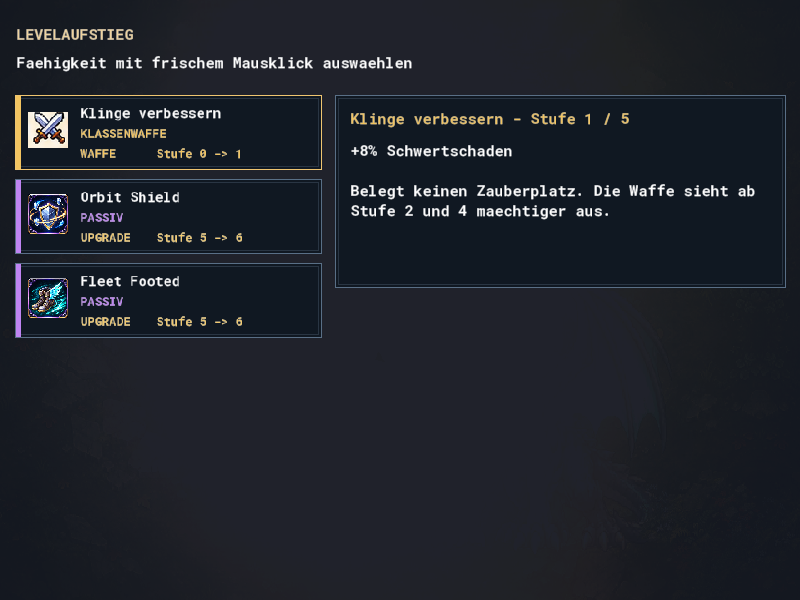 LEVELAUFSTIEG
Faehigkeit mit frischem Mausklick auswaehlen
Klinge verbessern
KLASSENWAFFE
WAFFE Stufe 0 -> 1
Orbit Shield
PASSIV
UPGRADE Stufe 5 -> 6
Fleet Footed
PASSIV
UPGRADE Stufe 5 -> 6
Klinge verbessern - Stufe 1 / 5
+8% Schwertschaden
Belegt keinen Zauberplatz. Die Waffe sieht ab
Stufe 2 und 4 maechtiger aus.